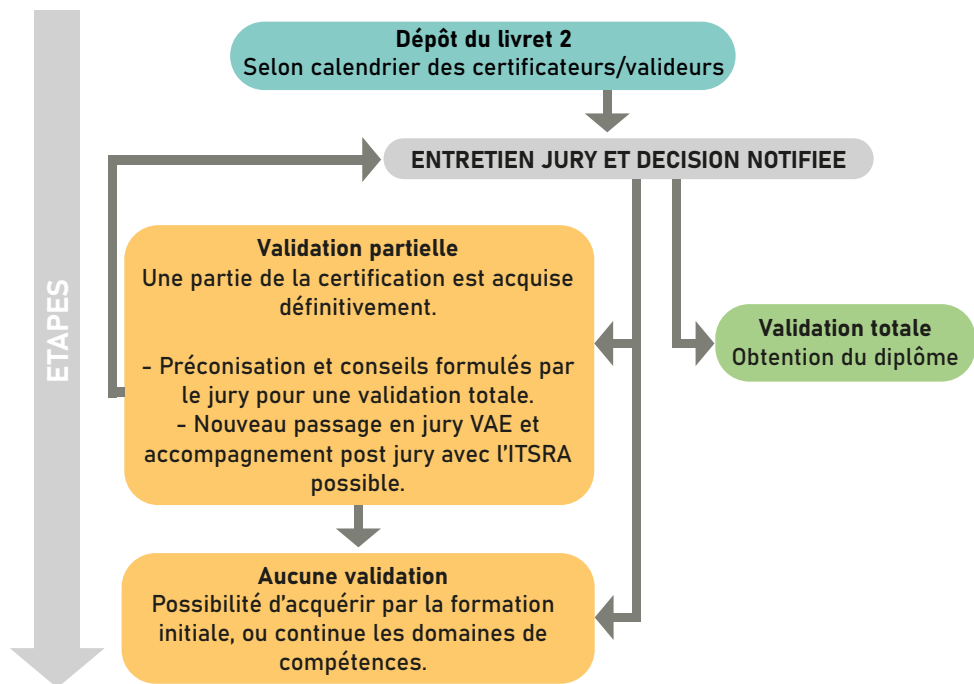 Dépôt du livret 2
Selon calendrier des certificateurs/valideurs
ENTRETIEN JURY ET DECISION NOTIFIEE
ETAPES
Validation partielle
Une partie de la certification est acquise
définitivement.
- Préconisation et conseils formulés par
le jury pour une validation totale.
- Nouveau passage en jury VAE et
accompagnement post jury avec l'ITSRA
possible.
Validation totale
Obtention du diplôme
Aucune validation
Possibilité d'acquérir par la formation
initiale, ou continue les domaines de
compétences.